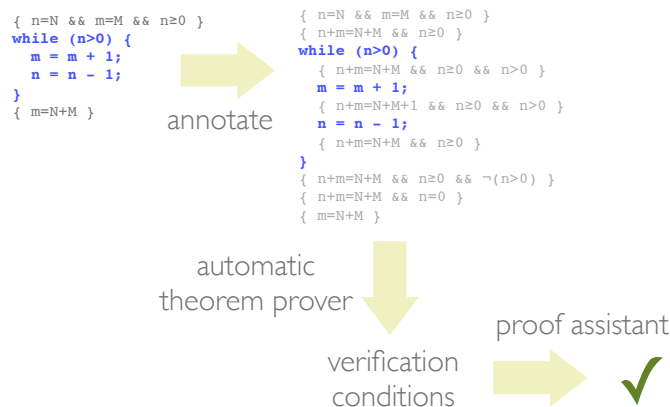 { n=N && m=M && n≥0 }
while (n>0) {
  m = m + 1;
  n = n - 1;
}
{ m=N+M }
annotate
{ n=N && m=M && n≥0 }
{ n+m=N+M && n≥0 }
while (n>0) {
  { n+m=N+M && n≥0 && n>0 }
  m = m + 1;
  { n+m=N+M+1 && n≥0 && n>0 }
  n = n - 1;
  { n+m=N+M && n≥0 }
}
{ n+m=N+M && n≥0 && ¬(n>0) }
{ n+m=N+M && n=0 }
{ m=N+M }
automatic
theorem prover
verification
conditions
proof assistant